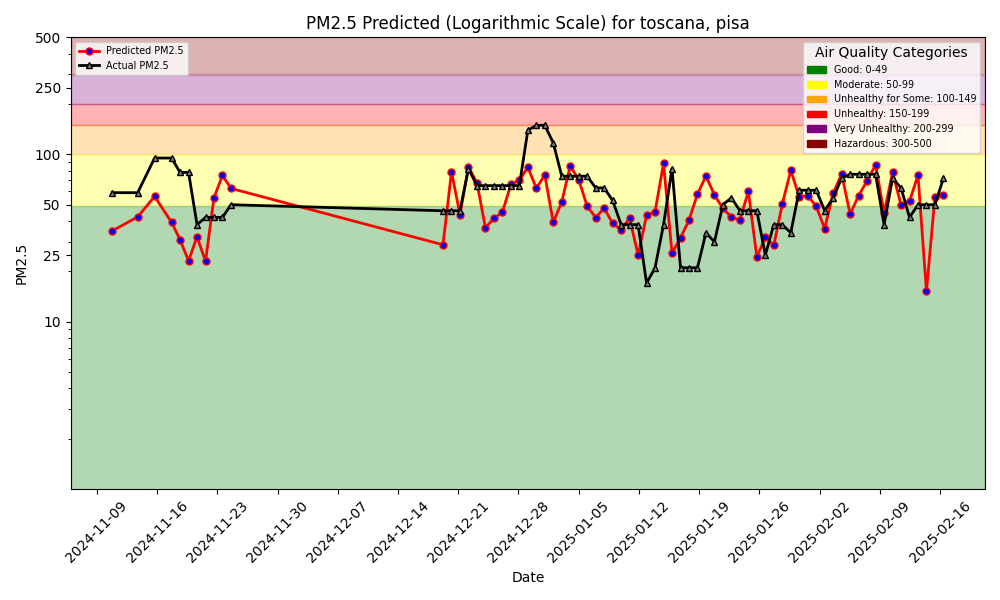 PM2.5 Predicted (Logarithmic Scale) for toscana, pisa
Predicted PM2.5
Actual PM2.5
Air Quality Categories
Good: 0-49
Moderate: 50-99
Unhealthy for Some: 100-149
Unhealthy: 150-199
Very Unhealthy: 200-299
Hazardous: 300-500
PM2.5
500
250
100
50
25
10
2024-11-09
2024-11-16
2024-11-23
2024-11-30
2024-12-07
2024-12-14
2024-12-21
2024-12-28
2025-01-05
2025-01-12
2025-01-19
2025-01-26
2025-02-02
2025-02-09
2025-02-16
Date